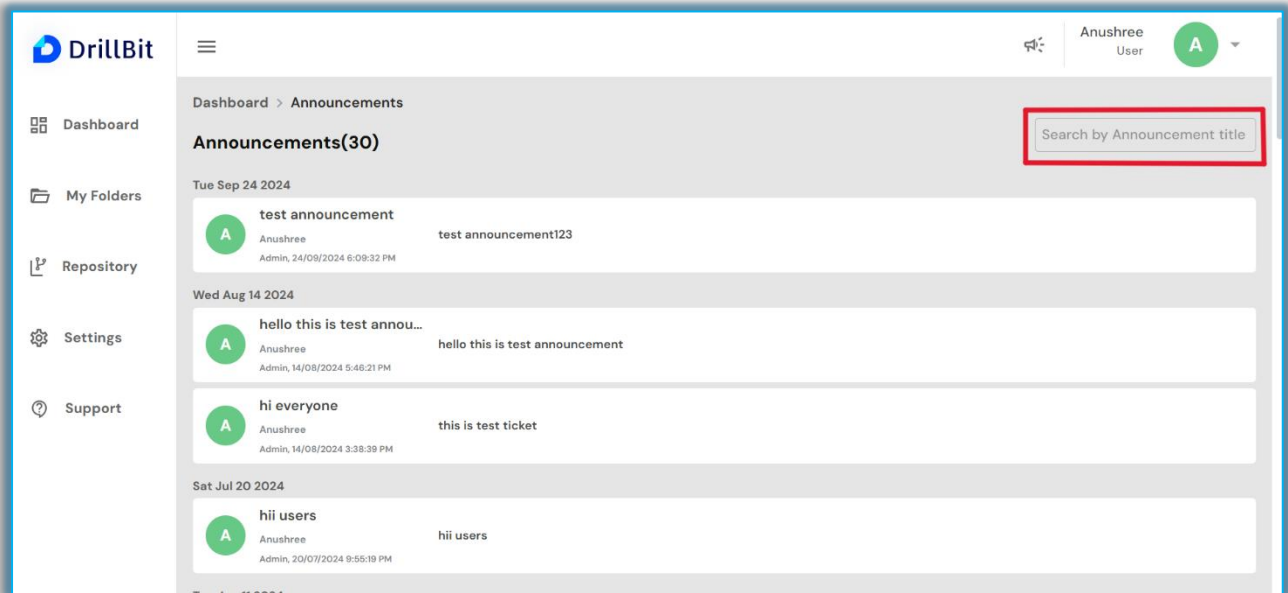 DrillBit
Anushree
User
A
Dashboard
My Folders
Repository
Settings
Support
Dashboard > Announcements
Announcements(30)
Search by Announcement title
Tue Sep 24 2024
A
test announcement
Anushree
Admin, 24/09/2024 6:09:32 PM
test announcement123
Wed Aug 14 2024
A
hello this is test annou...
Anushree
Admin, 14/08/2024 5:46:21 PM
hello this is test announcement
A
hi everyone
Anushree
Admin, 14/08/2024 3:38:39 PM
this is test ticket
Sat Jul 20 2024
A
hii users
Anushree
Admin, 20/07/2024 9:55:19 PM
hii users